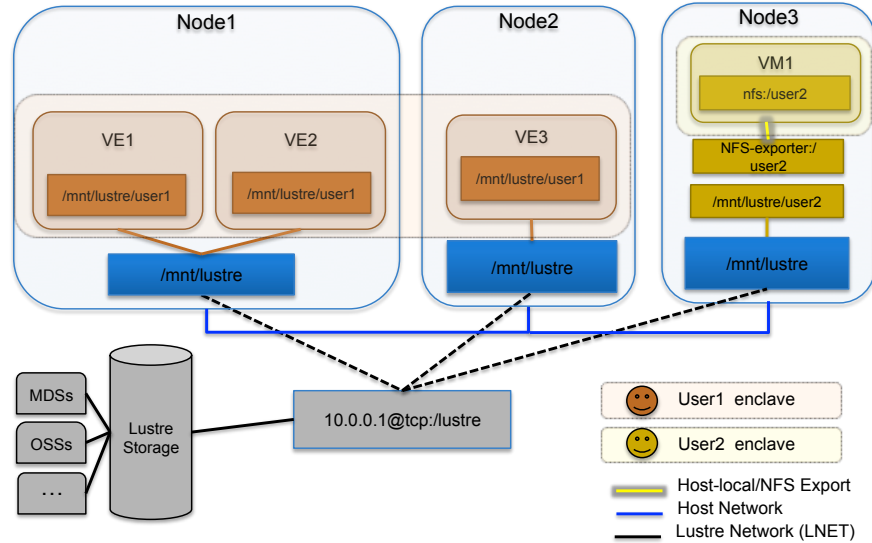 Node1
Node2
Node3
VE1
VE2
VE3
VM1
nfs:/user2
/mnt/lustre/user1
/mnt/lustre/user1
/mnt/lustre/user1
NFS-exporter:/
user2
/mnt/lustre/user2
/mnt/lustre
/mnt/lustre
/mnt/lustre
MDSs
OSSs
...
Lustre
Storage
10.0.0.1@tcp:/lustre
User1 enclave
User2 enclave
Host-local/NFS Export
Host Network
Lustre Network (LNET)